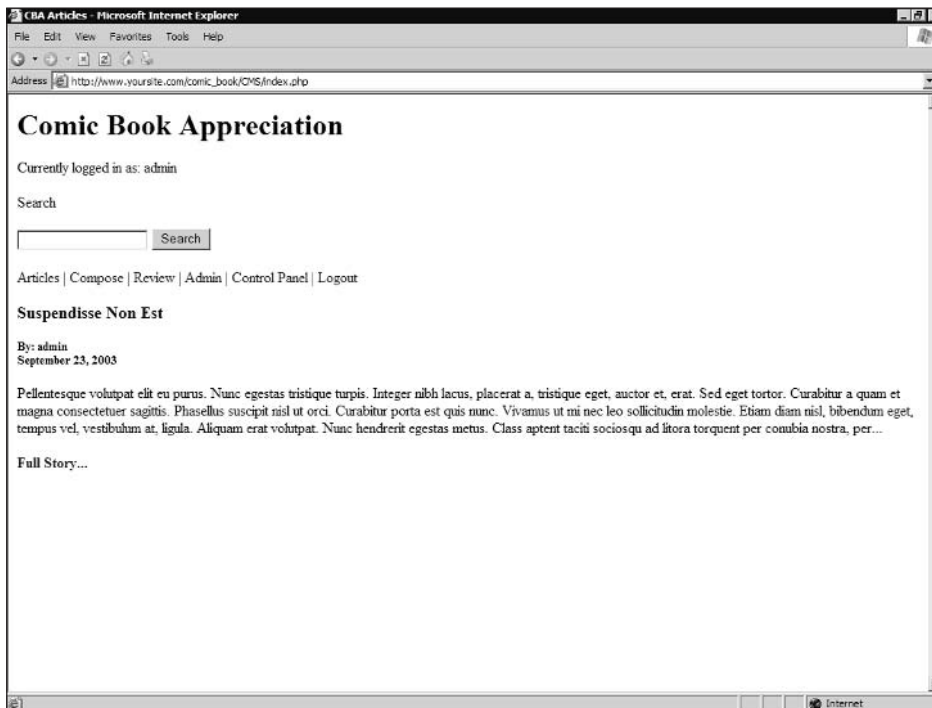 CBA Articles - Microsoft Internet Explorer
File Edit View Favorites Tools Help
Address http://www.yoursite.com/comic_book/CMS/index.php
Comic Book Appreciation
Currently logged in as: admin
Search
Search
Articles | Compose | Review | Admin | Control Panel | Logout
Suspendisse Non Est
By: admin
September 23, 2003
Pellentesque volutpat elit eu purus. Nunc egestas tristique turpis. Integer nibh lacus, placerat a, tristique eget, auctor et, erat. Sed eget tortor. Curabitur a quam et
magna consectetuer sagittis. Phasellus suscipit nisl ut orci. Curabitur porta est quis nunc. Vivamus ut mi nec leo sollicitudin molestie. Etiam diam nisl, bibendum eget,
tempus vel, vestibulum at, ligula. Aliquam erat volutpat. Nunc hendrerit egestas metus. Class aptent taciti sociosqu ad litora torquent per conubia nostra, per...
Full Story...
Internet